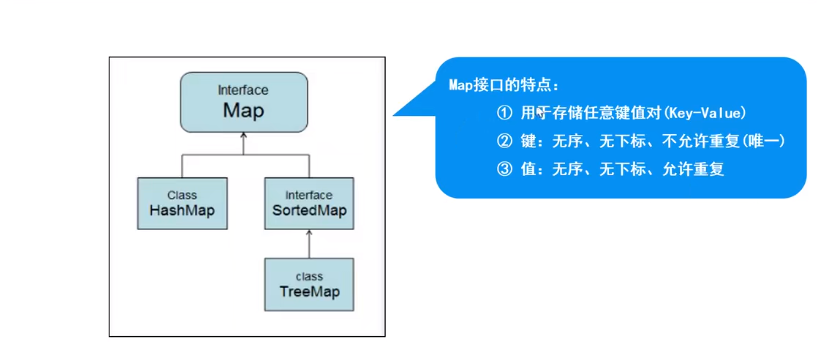 Interface
Map
Class
HashMap
Interface
SortedMap
class
TreeMap
Map接口的特点：
① 用于存储任意键值对(Key-Value)
② 键：无序、无下标、不允许重复(唯一)
③ 值：无序、无下标、允许重复